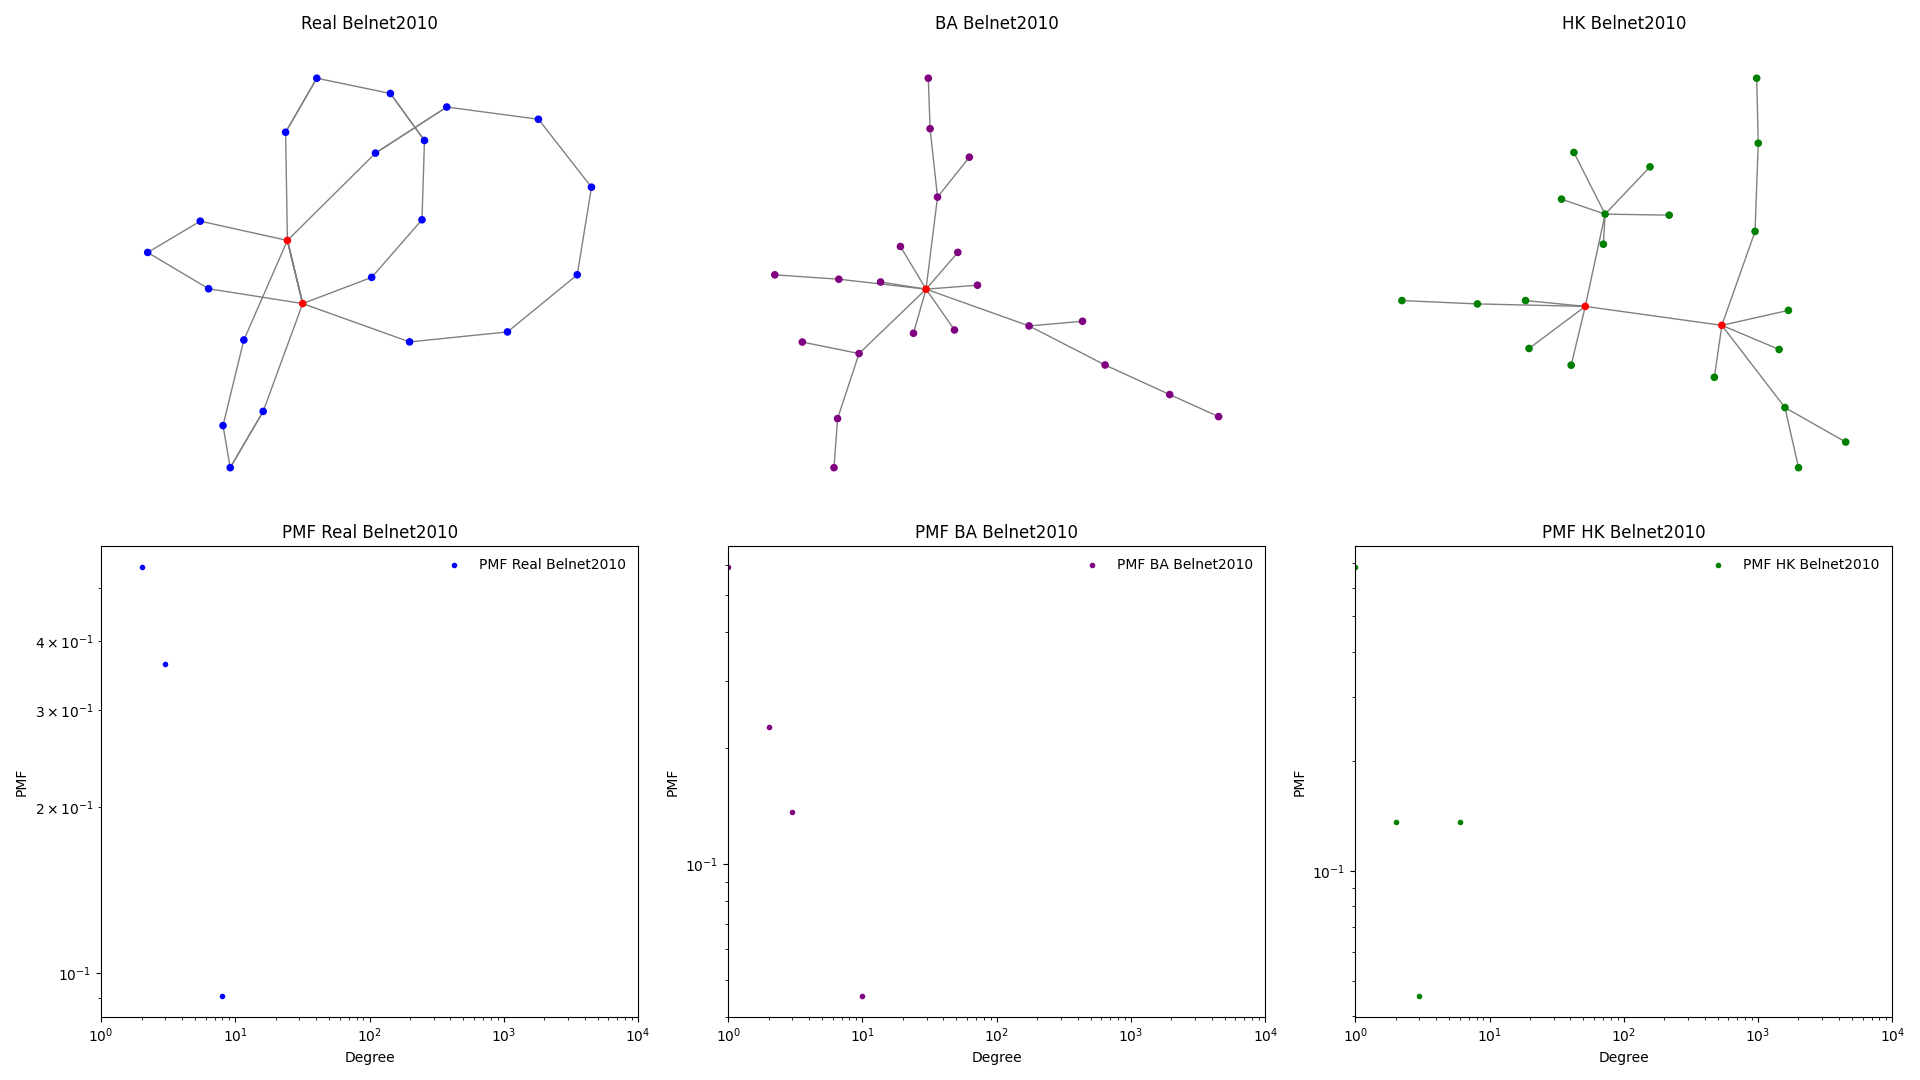 Real Belnet2010
BA Belnet2010
HK Belnet2010
PMF Real Belnet2010
PMF Real Belnet2010
4 × 10⁻¹
3 × 10⁻¹
2 × 10⁻¹
10⁻¹
PMF
10⁰ 10¹ 10² 10³ 10⁴
Degree
PMF BA Belnet2010
PMF BA Belnet2010
10⁻¹
PMF
10⁰ 10¹ 10² 10³ 10⁴
Degree
PMF HK Belnet2010
PMF HK Belnet2010
10⁻¹
PMF
10⁰ 10¹ 10² 10³ 10⁴
Degree